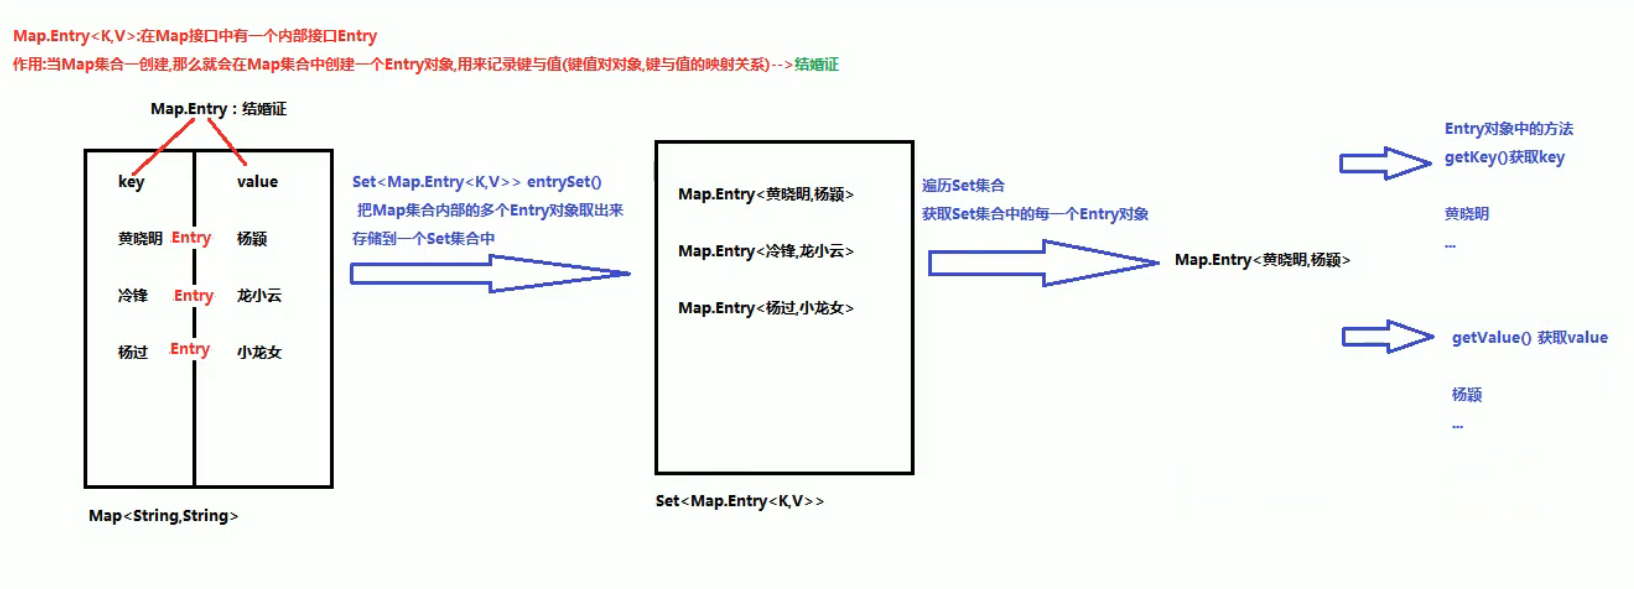 Map.Entry<K,V>:在Map接口中有一个内部接口Entry
作用:当Map集合一创建,那么就会在Map集合中创建一个Entry对象,用来记录键与值(键值对对象,键与值的映射关系)-->结婚证
Map.Entry：结婚证
key value
黄晓明 Entry 杨颖
冷锋 Entry 龙小云
杨过 Entry 小龙女
Map<String,String>
Set<Map.Entry<K,V>> entrySet()
把Map集合内部的多个Entry对象取出来
存储到一个Set集合中
Map.Entry<黄晓明,杨颖>
Map.Entry<冷锋,龙小云>
Map.Entry<杨过,小龙女>
Set<Map.Entry<K,V>>
遍历Set集合
获取Set集合中的每一个Entry对象
Map.Entry<黄晓明,杨颖>
Entry对象中的方法
getKey()获取key
黄晓明
...
getValue() 获取value
杨颖
...